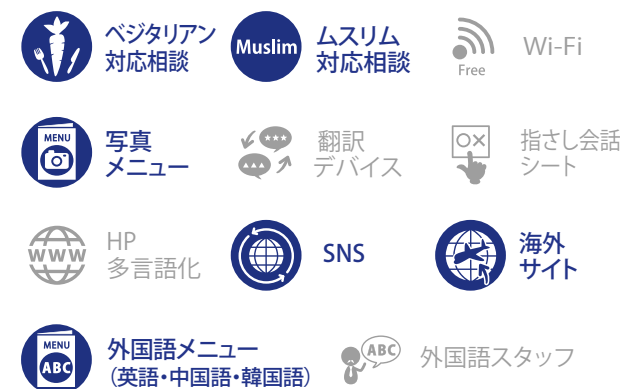 ベジタリアン
対応相談
Muslim
ムスリム
対応相談
Free
Wi-Fi
MENU
写真
メニュー
翻訳
デバイス
○×
指さし会話
シート
www
HP
多言語化
SNS
海外
サイト
MENU
ABC
外国語メニュー
(英語・中国語・韓国語)
ABC
外国語スタッフ